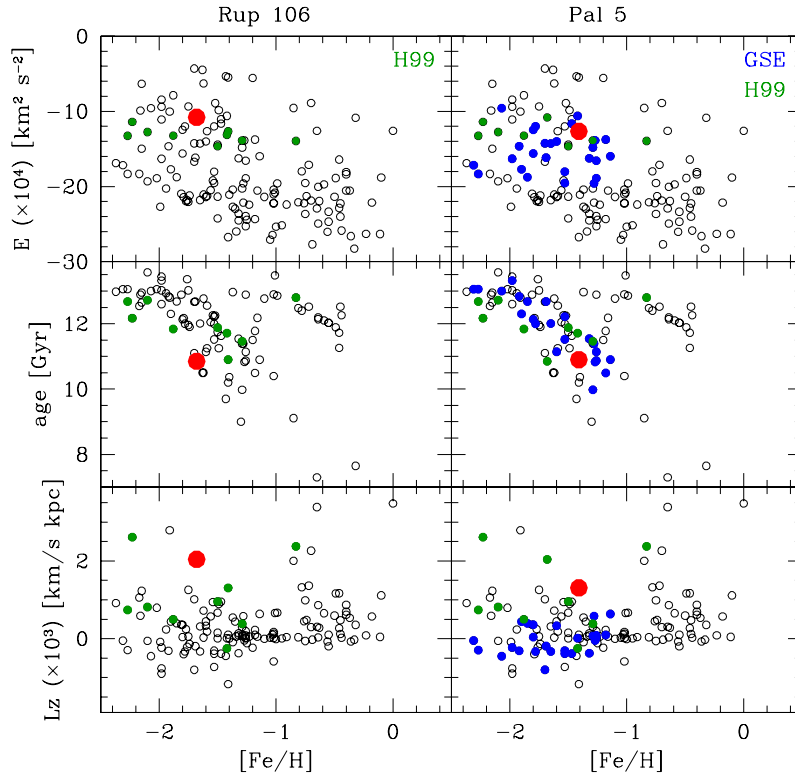 Rup 106
Pal 5
H99
GSE
H99
E (×10⁴) [km² s⁻²]
0
−10
−20
−30
age [Gyr]
12
10
8
Lz (×10³) [km/s kpc]
2
0
−2
−1
0
−2
−1
0
[Fe/H]
[Fe/H]